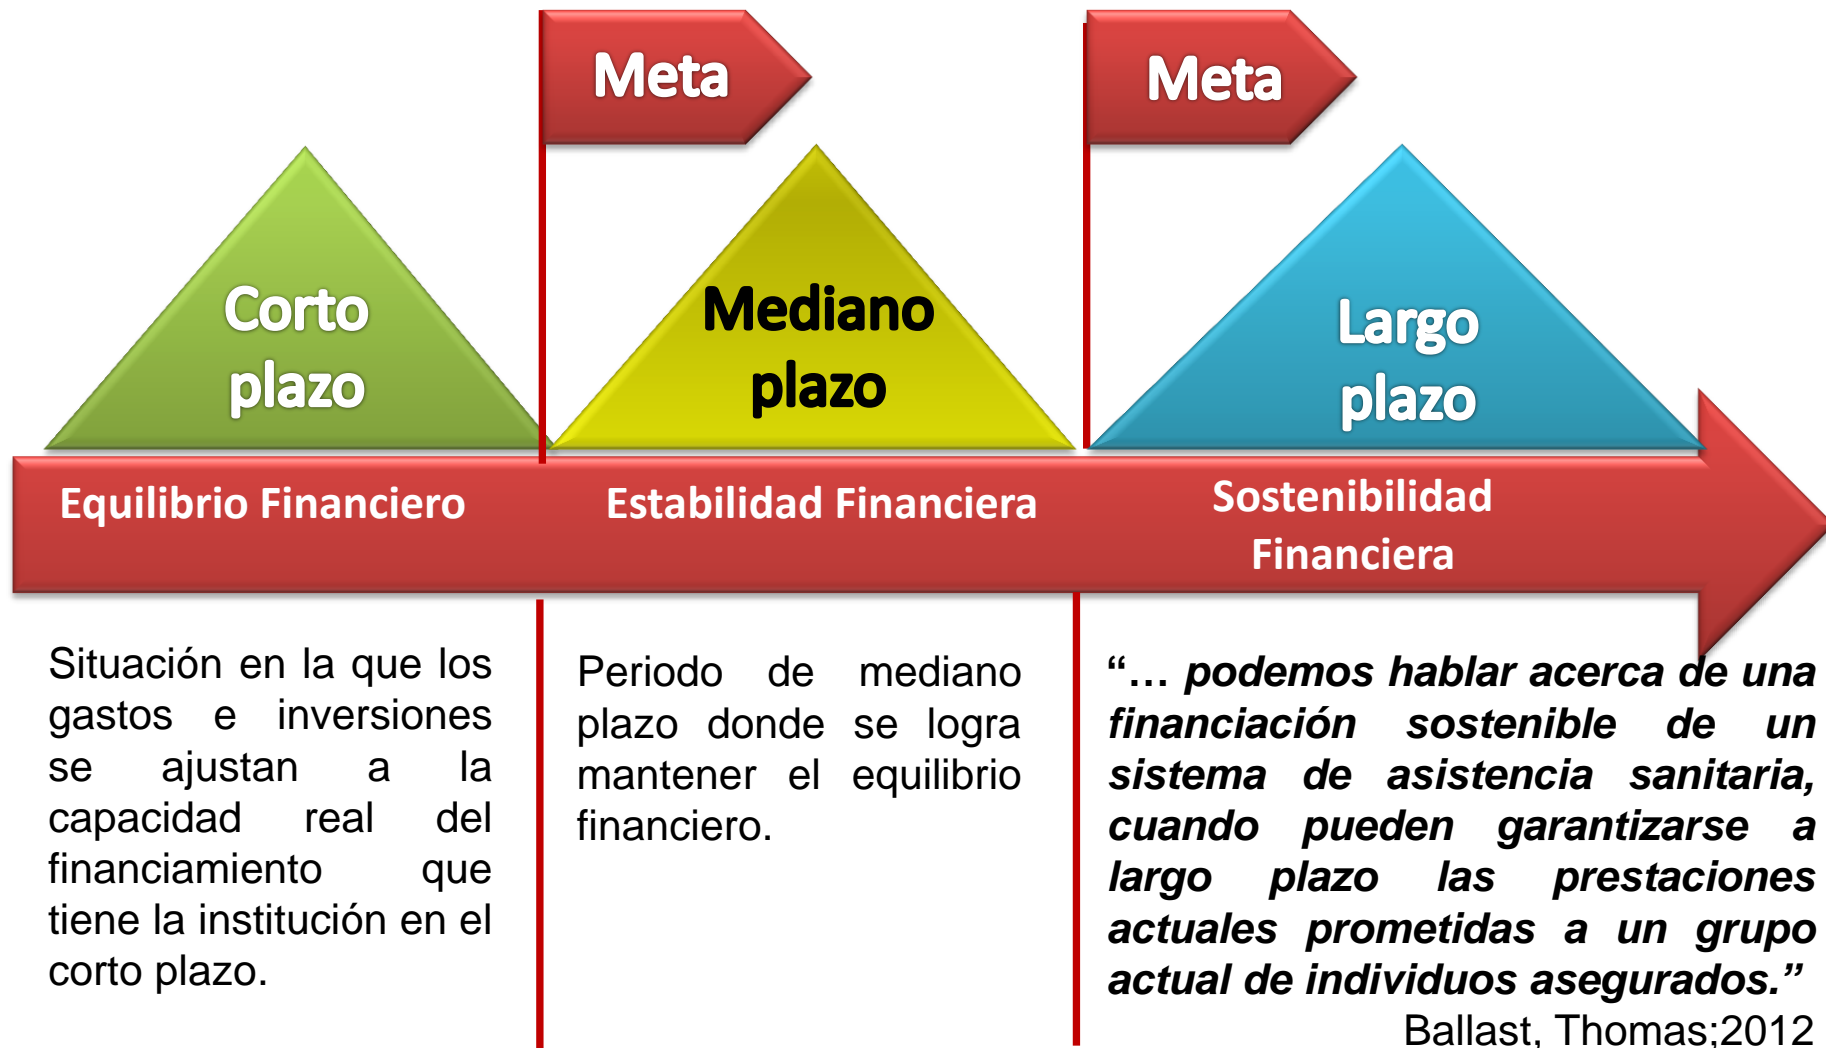 Meta
Meta
Corto
plazo
Mediano
plazo
Largo
plazo
Equilibrio Financiero
Estabilidad Financiera
Sostenibilidad
Financiera
Situación en la que los
gastos e inversiones
se ajustan a la
capacidad real del
financiamiento que
tiene la institución en el
corto plazo.
Periodo de mediano
plazo donde se logra
mantener el equilibrio
financiero.
“… podemos hablar acerca de una
financiación sostenible de un
sistema de asistencia sanitaria,
cuando pueden garantizarse a
largo plazo las prestaciones
actuales prometidas a un grupo
actual de individuos asegurados.”
Ballast, Thomas;2012